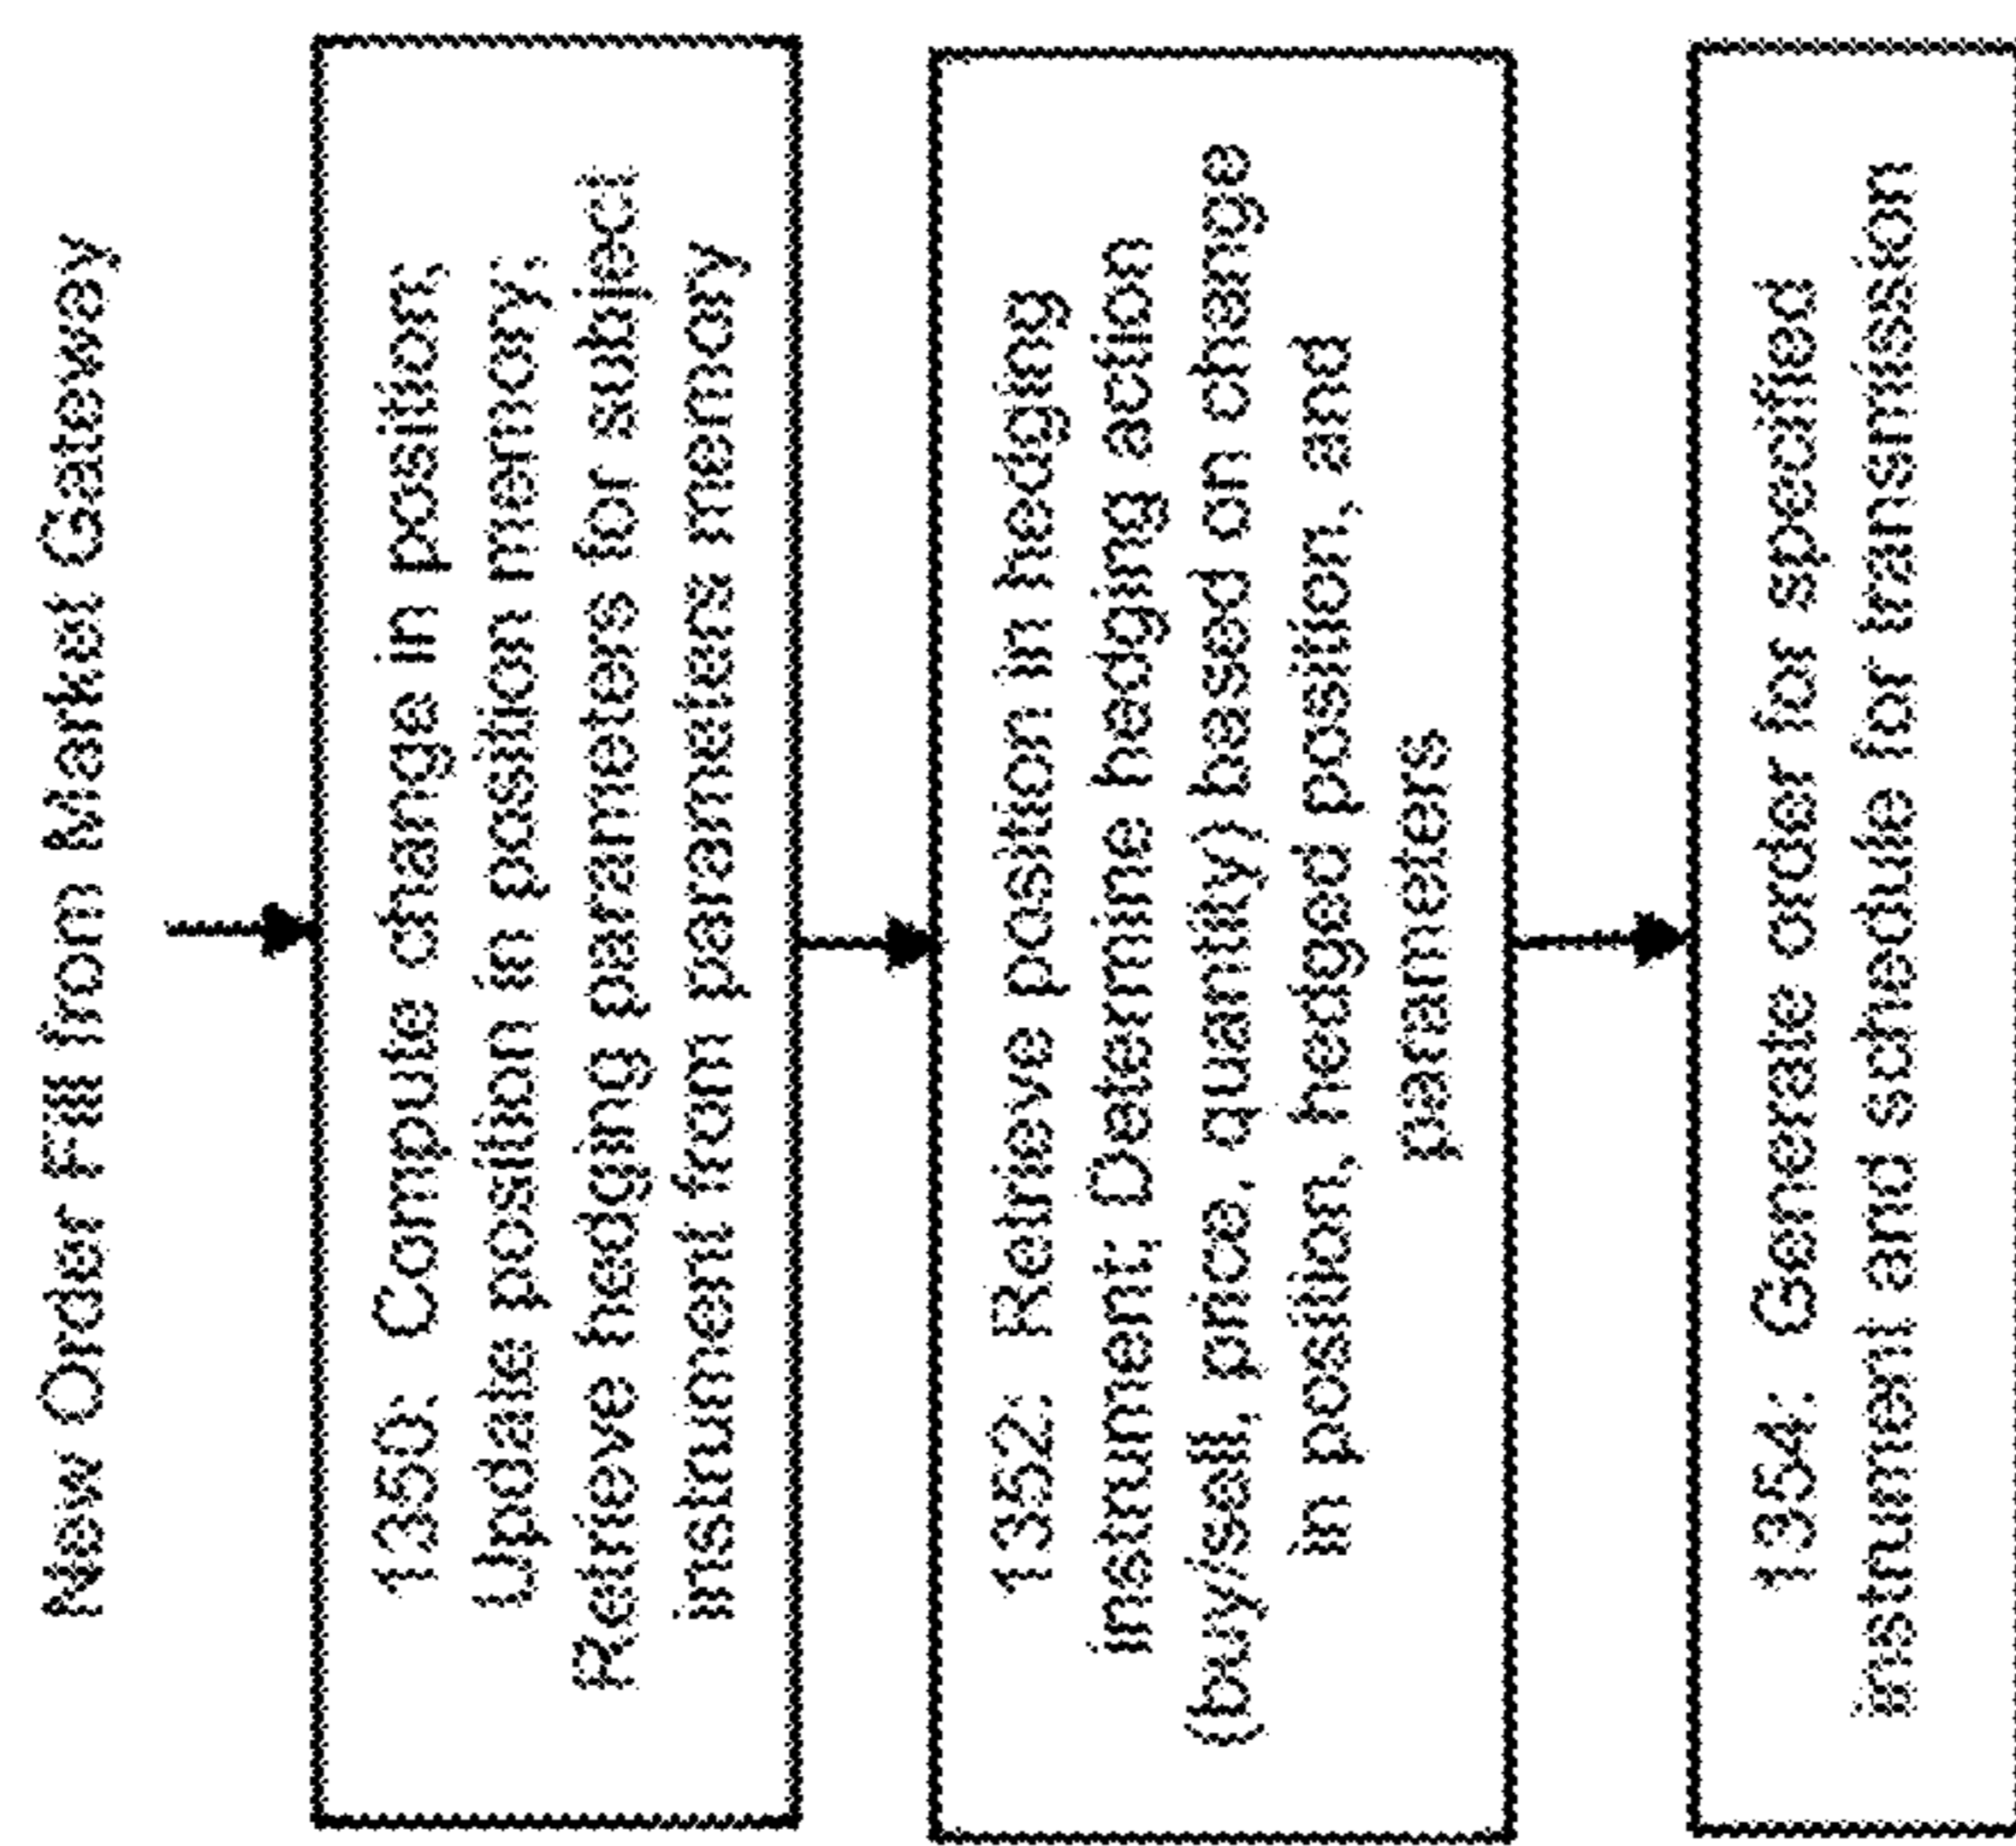 New Order Fill from Market Gateway
1350: Compute change in position;
Update position in position memory;
Retrieve hedging parameters for subject
instrument from parameters memory
1352: Retrieve position in hedging
instrument; Determine hedging action
(buy/sell, price, quantity) based on change
in position, hedged position, and
parameters
1354: Generate order for specified
instrument and schedule for transmission